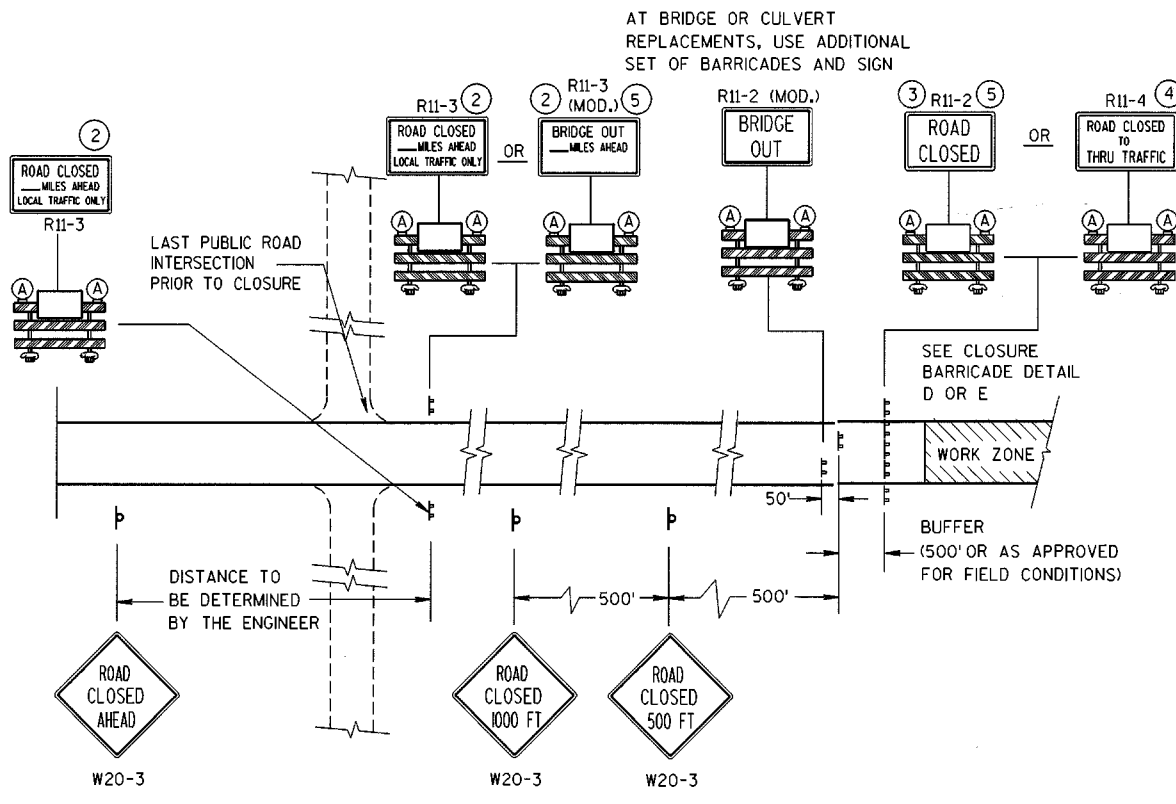 AT BRIDGE OR CULVERT
REPLACEMENTS, USE ADDITIONAL
SET OF BARRICADES AND SIGN
2
ROAD CLOSED
___MILES AHEAD
LOCAL TRAFFIC ONLY
R11-3
A
A
R11-3
2
ROAD CLOSED
___MILES AHEAD
LOCAL TRAFFIC ONLY
A
A
OR
2
R11-3
(MOD.)
5
BRIDGE OUT
___MILES AHEAD
A
A
R11-2 (MOD.)
BRIDGE
OUT
A
A
3
R11-2
5
ROAD
CLOSED
A
A
OR
R11-4
4
ROAD CLOSED
TO
THRU TRAFFIC
A
A
LAST PUBLIC ROAD
INTERSECTION
PRIOR TO CLOSURE
SEE CLOSURE
BARRICADE DETAIL
D OR E
WORK ZONE
50'
BUFFER
(500' OR AS APPROVED
FOR FIELD CONDITIONS)
DISTANCE TO
BE DETERMINED
BY THE ENGINEER
500'
500'
ROAD
CLOSED
AHEAD
W20-3
ROAD
CLOSED
1000 FT
W20-3
ROAD
CLOSED
500 FT
W20-3